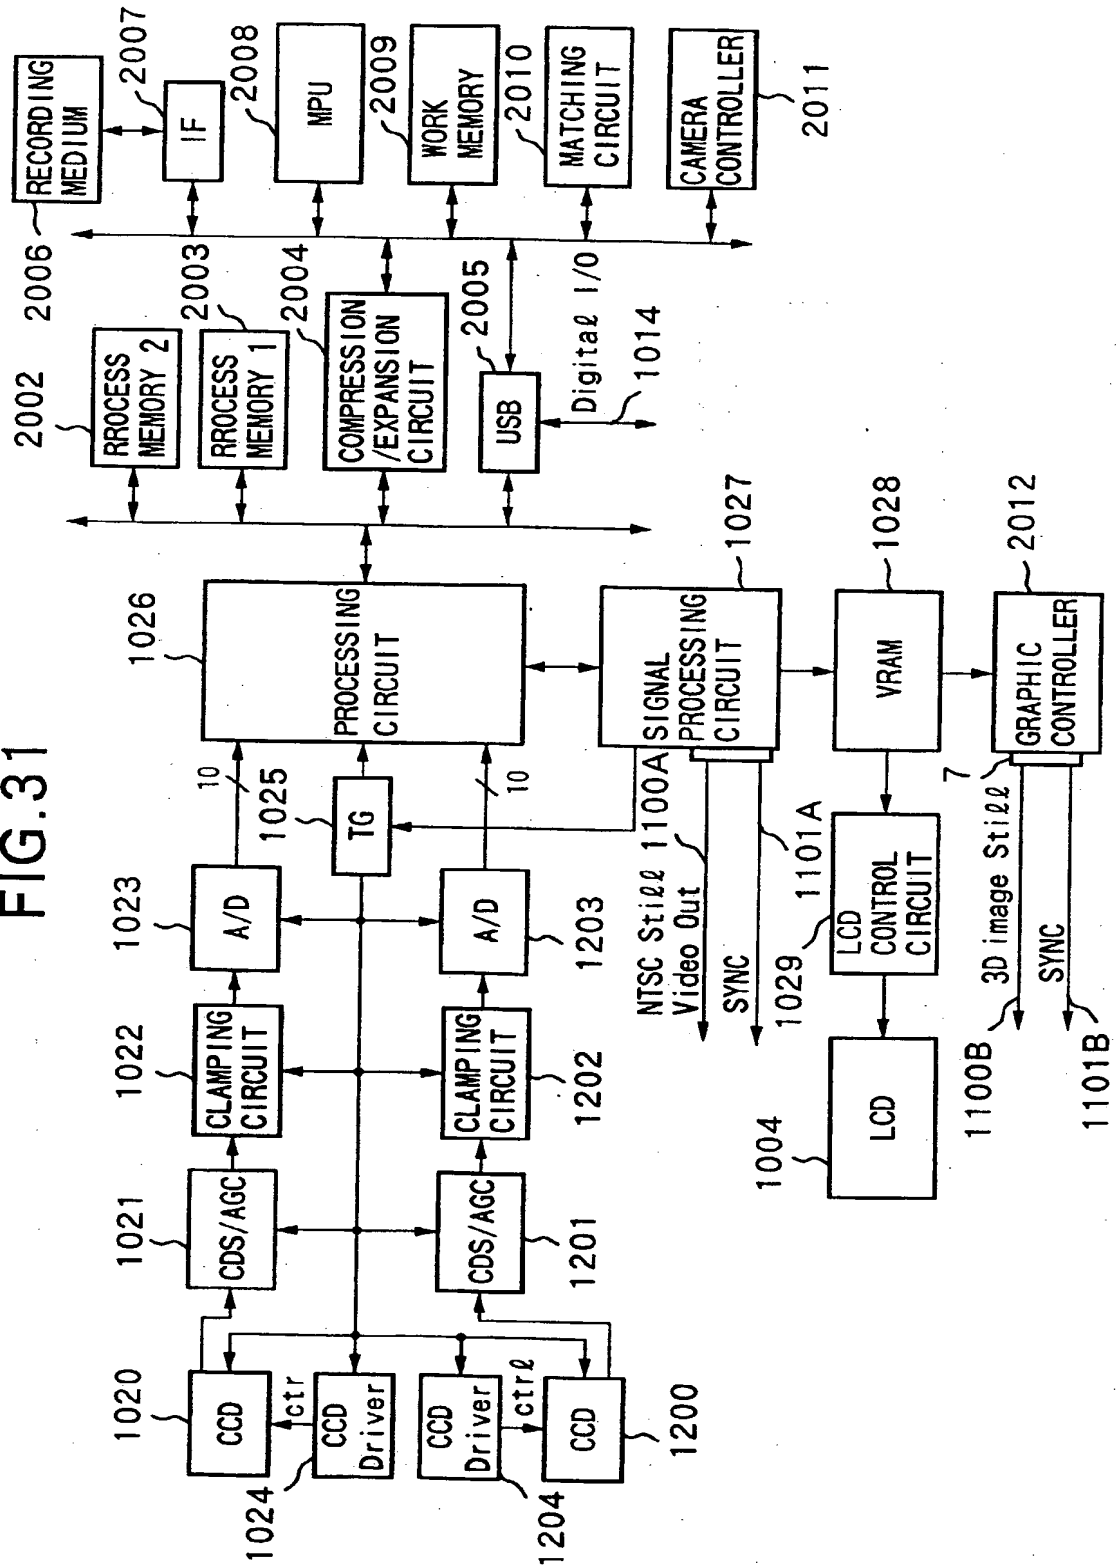 FIG.31
1020
CCD
1024
ctr
CCD
Driver
1204
CCD
Driver
ctrl
CCD
1200
1021
CDS/AGC
CDS/AGC
1201
1022
CLAMPING
CIRCUIT
CLAMPING
CIRCUIT
1202
1023
A/D
A/D
1203
10
1025
TG
10
1026
PROCESSING
CIRCUIT
2002
RROCESS
MEMORY 2
2003
RROCESS
MEMORY 1
2004
COMPRESSION
/EXPANSION
CIRCUIT
2005
USB
Digital I/O
1014
2006
RECORDING
MEDIUM
2007
IF
2008
MPU
2009
WORK
MEMORY
2010
MATCHING
CIRCUIT
CAMERA
CONTROLLER
2011
1027
SIGNAL
PROCESSING
CIRCUIT
NTSC Still
Video Out
1100A
SYNC
1101A
1028
VRAM
1029
LCD
CONTROL
CIRCUIT
1004
LCD
2012
GRAPHIC
CONTROLLER
7
3D image Still
1100B
SYNC
1101B